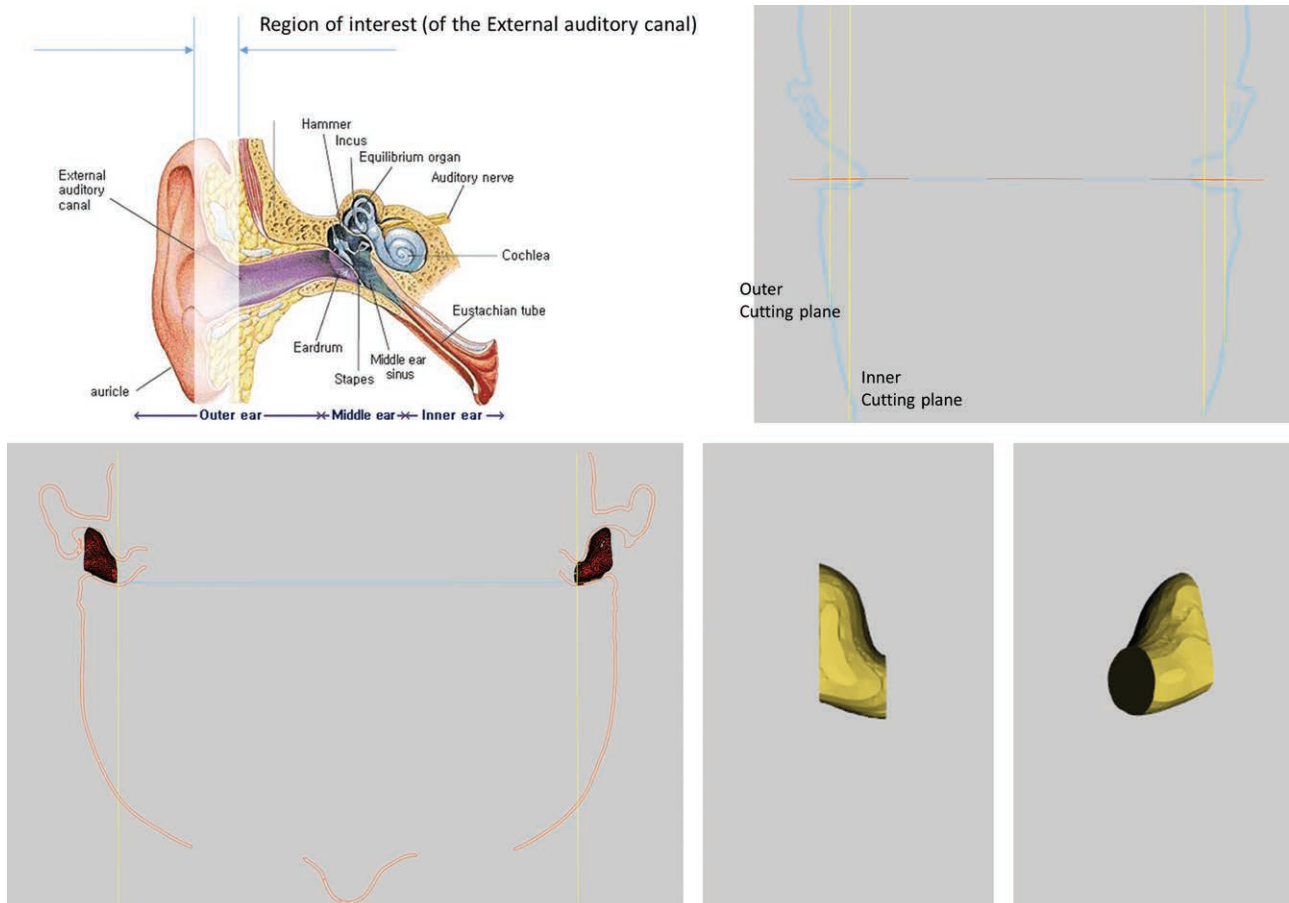 Region of interest (of the External auditory canal)
Hammer
Incus
Equilibrium organ
Auditory nerve
External
auditory
canal
Cochlea
Eustachian tube
Eardrum
Middle ear
sinus
Stapes
auricle
Outer ear
Middle ear
Inner ear
Outer
Cutting plane
Inner
Cutting plane